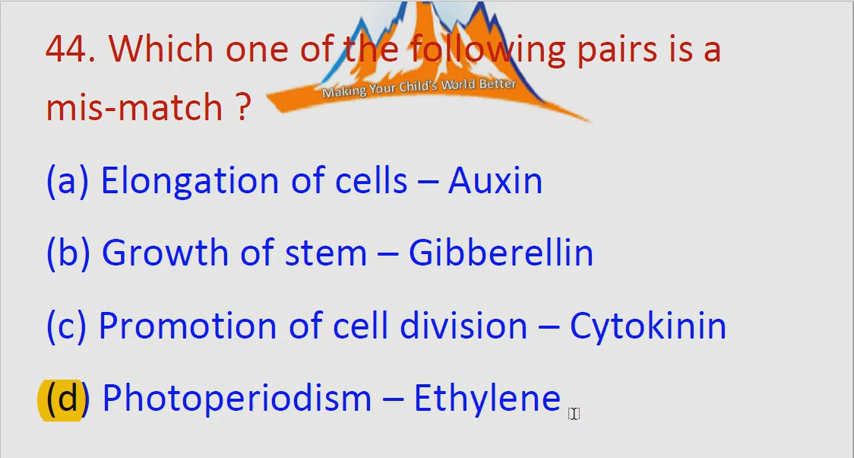 44. Which one of the following pairs is a
Making Your Child's World Better
mis-match ?
(a) Elongation of cells – Auxin
(b) Growth of stem – Gibberellin
(c) Promotion of cell division – Cytokinin
(d) Photoperiodism – Ethylene